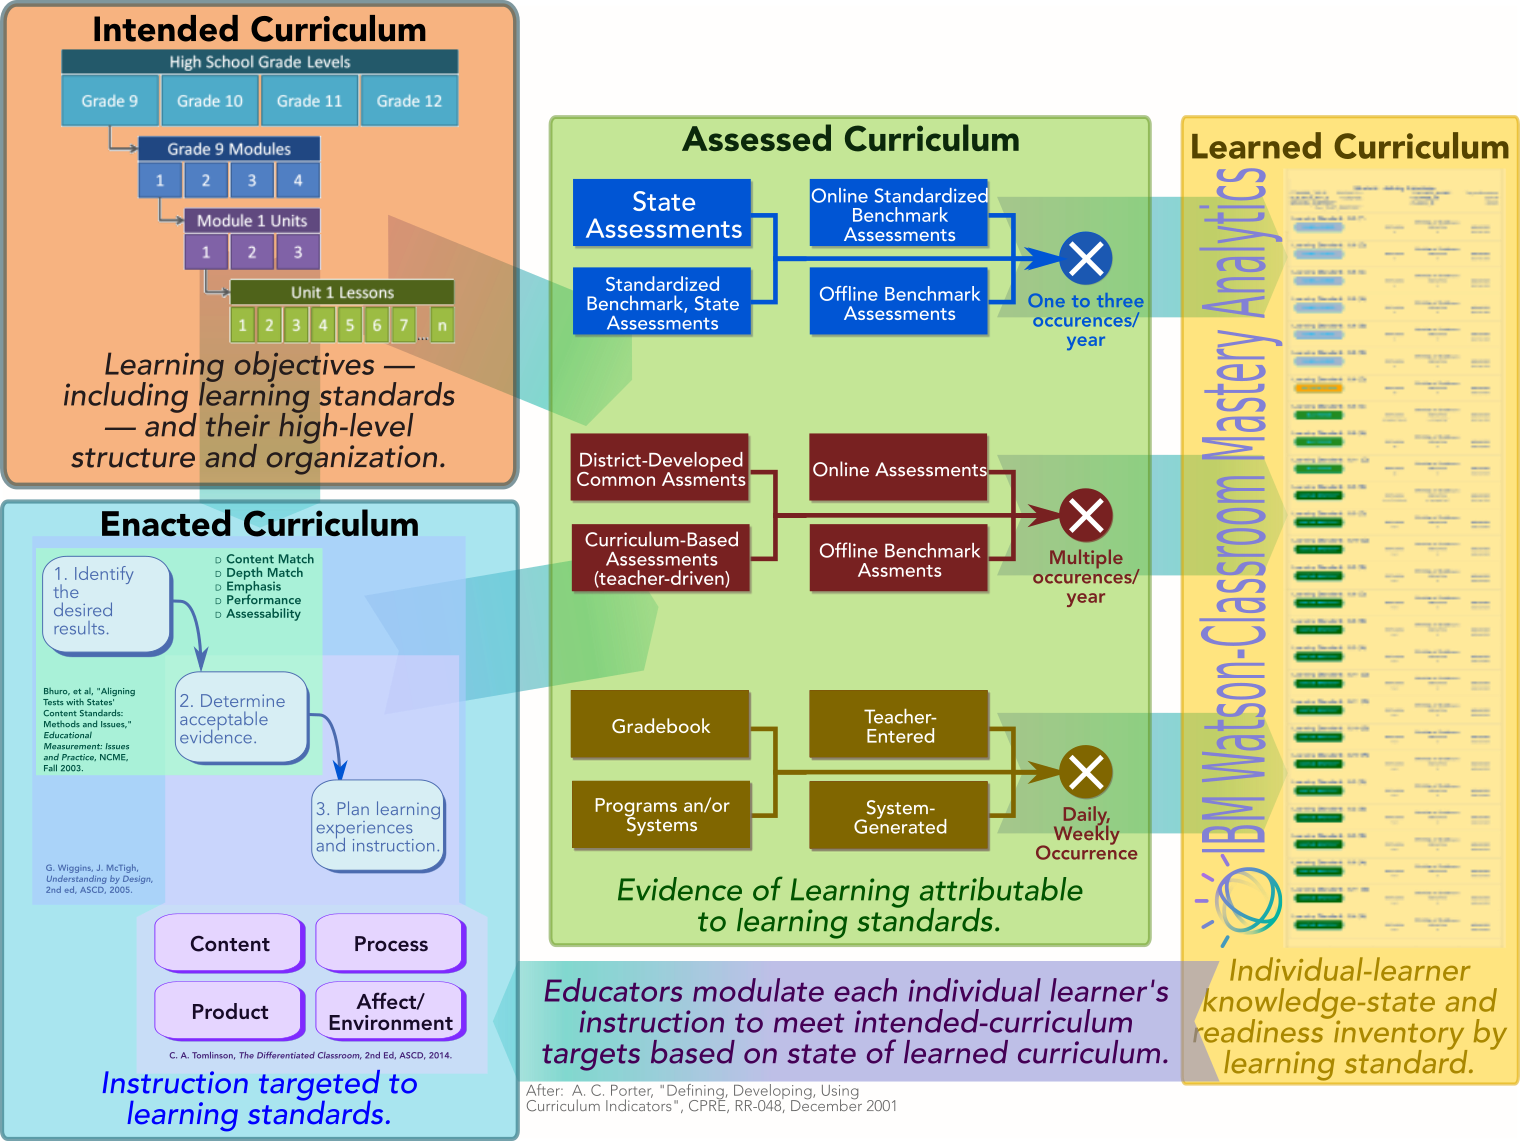 Intended Curriculum
High School Grade Levels
Grade 9 Grade 10 Grade 11 Grade 12
Grade 9 Modules
1 2 3 4
Module 1 Units
1 2 3
Unit 1 Lessons
1 2 3 4 5 6 7 ... n
Learning objectives —
including learning standards
— and their high-level
structure and organization.
Enacted Curriculum
1. Identify
the
desired
results.
D Content Match
D Depth Match
D Emphasis
D Performance
D Assessability
Bhuro, et al, "Aligning
Tests with States'
Content Standards:
Methods and Issues,"
Educational
Measurement: Issues
and Practice, NCME,
Fall 2003.
2. Determine
acceptable
evidence.
3. Plan learning
experiences
and instruction.
G. Wiggins, J. McTigh,
Understanding by Design,
2nd ed, ASCD, 2005.
Content
Process
Product
Affect/
Environment
C. A. Tomlinson, The Differentiated Classroom, 2nd Ed, ASCD, 2014.
Instruction targeted to
learning standards.
Assessed Curriculum
State
Assessments
Online Standardized
Benchmark
Assessments
Standardized
Benchmark, State
Assessments
Offline Benchmark
Assessments
One to three
occurences/
year
District-Developed
Common Assments
Online Assessments
Curriculum-Based
Assessments
(teacher-driven)
Offline Benchmark
Assments
Multiple
occurences/
year
Gradebook
Teacher-
Entered
Programs an/or
Systems
System-
Generated
Daily,
Weekly
Occurrence
Evidence of Learning attributable
to learning standards.
Learned Curriculum
IBM Watson-Classroom Mastery Analytics
Individual-learner
knowledge-state and
readiness inventory by
learning standard.
Educators modulate each individual learner's
instruction to meet intended-curriculum
targets based on state of learned curriculum.
After: A. C. Porter, "Defining, Developing, Using
Curriculum Indicators", CPRE, RR-048, December 2001